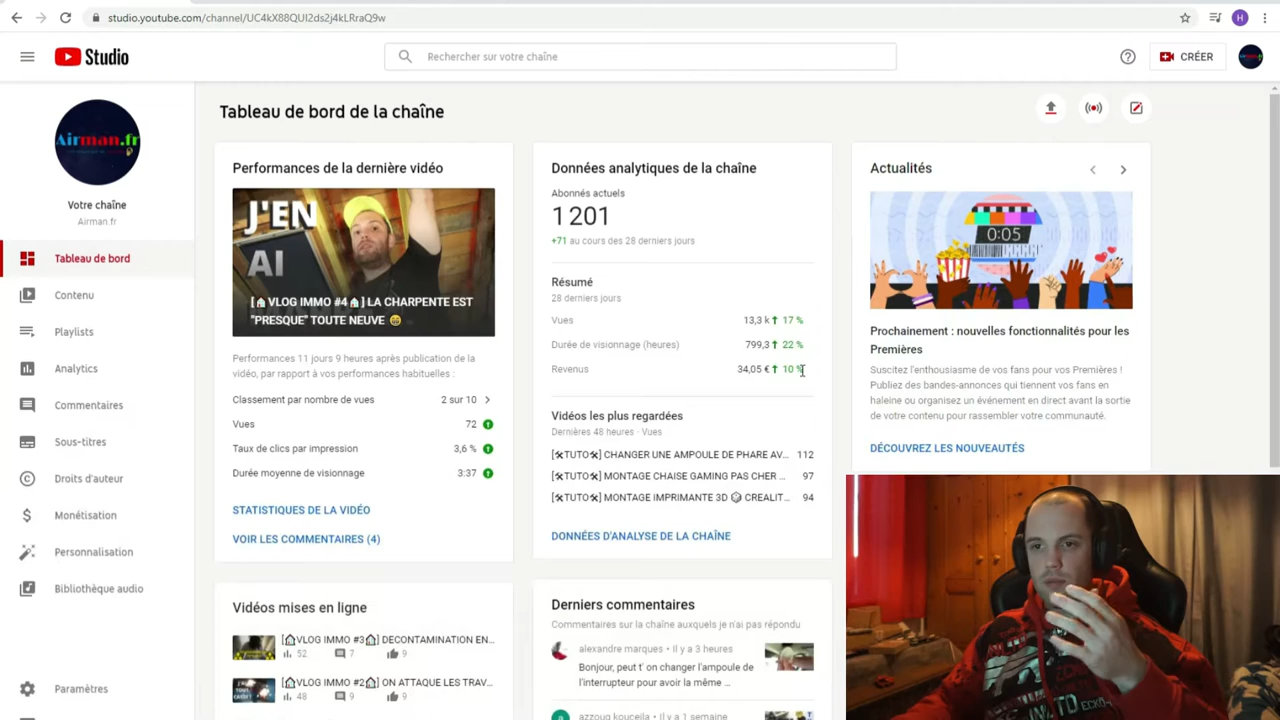 studio.youtube.com/channel/UC4kX88QUI2ds2j4kLRraQ9w
H
Studio
Rechercher sur votre chaîne
CRÉER
Airman.fr
Votre chaîne
Airman.fr
Tableau de bord
Contenu
Playlists
Analytics
Commentaires
Sous-titres
Droits d'auteur
Monétisation
Personnalisation
Bibliothèque audio
Paramètres
Tableau de bord de la chaîne
Performances de la dernière vidéo
J'EN
AI
[🏠VLOG IMMO #4🏠] LA CHARPENTE EST
"PRESQUE" TOUTE NEUVE 😁
Performances 11 jours 9 heures après publication de la
vidéo, par rapport à vos performances habituelles :
Classement par nombre de vues 2 sur 10
Vues 72
Taux de clics par impression 3,6 %
Durée moyenne de visionnage 3:37
STATISTIQUES DE LA VIDÉO
VOIR LES COMMENTAIRES (4)
Vidéos mises en ligne
[🏠VLOG IMMO #3🏠] DECONTAMINATION EN...
52 7 9
[🏠VLOG IMMO #2🏠] ON ATTAQUE LES TRAV...
48 9 9
Données analytiques de la chaîne
Abonnés actuels
1 201
+71 au cours des 28 derniers jours
Résumé
28 derniers jours
Vues 13,3 k 17 %
Durée de visionnage (heures) 799,3 22 %
Revenus 34,05 € 10 %
Vidéos les plus regardées
Dernières 48 heures · Vues
[🛠TUTO🛠] CHANGER UNE AMPOULE DE PHARE AV... 112
[🛠TUTO🛠] MONTAGE CHAISE GAMING PAS CHER ... 97
[🛠TUTO🛠] MONTAGE IMPRIMANTE 3D 🎲 CREALIT... 94
DONNÉES D'ANALYSE DE LA CHAÎNE
Derniers commentaires
Commentaires sur la chaîne auxquels je n'ai pas répondu
alexandre marques · Il y a 3 heures
Bonjour, peut t' on changer l'ampoule de
l'interrupteur pour avoir la même ...
azzoug kouceila · il y a 1 semaine
Actualités
0:05
Prochainement : nouvelles fonctionnalités pour les
Premières
Suscitez l'enthousiasme de vos fans pour vos Premières !
Publiez des bandes-annonces qui tiennent vos fans en
haleine ou organisez un événement en direct avant la sortie
de votre contenu pour rassembler votre communauté.
DÉCOUVREZ LES NOUVEAUTÉS